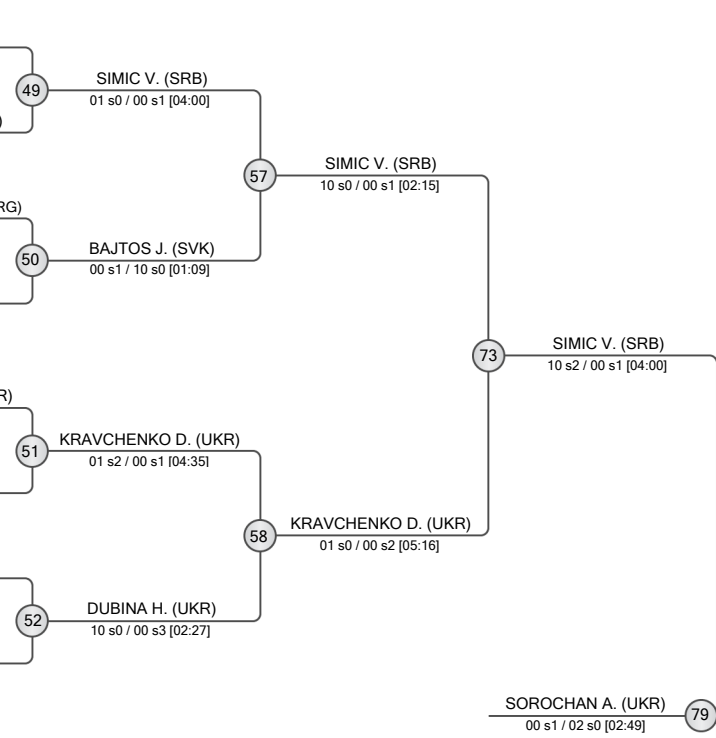 SIMIC V. (SRB)
49
01 s0 / 00 s1 [04:00]
)
SIMIC V. (SRB)
57
10 s0 / 00 s1 [02:15]
RG)
BAJTOS J. (SVK)
50
00 s1 / 10 s0 [01:09]
SIMIC V. (SRB)
73
10 s2 / 00 s1 [04:00]
R)
KRAVCHENKO D. (UKR)
51
01 s2 / 00 s1 [04:35]
KRAVCHENKO D. (UKR)
58
01 s0 / 00 s2 [05:16]
DUBINA H. (UKR)
52
10 s0 / 00 s3 [02:27]
SOROCHAN A. (UKR)
79
00 s1 / 02 s0 [02:49]